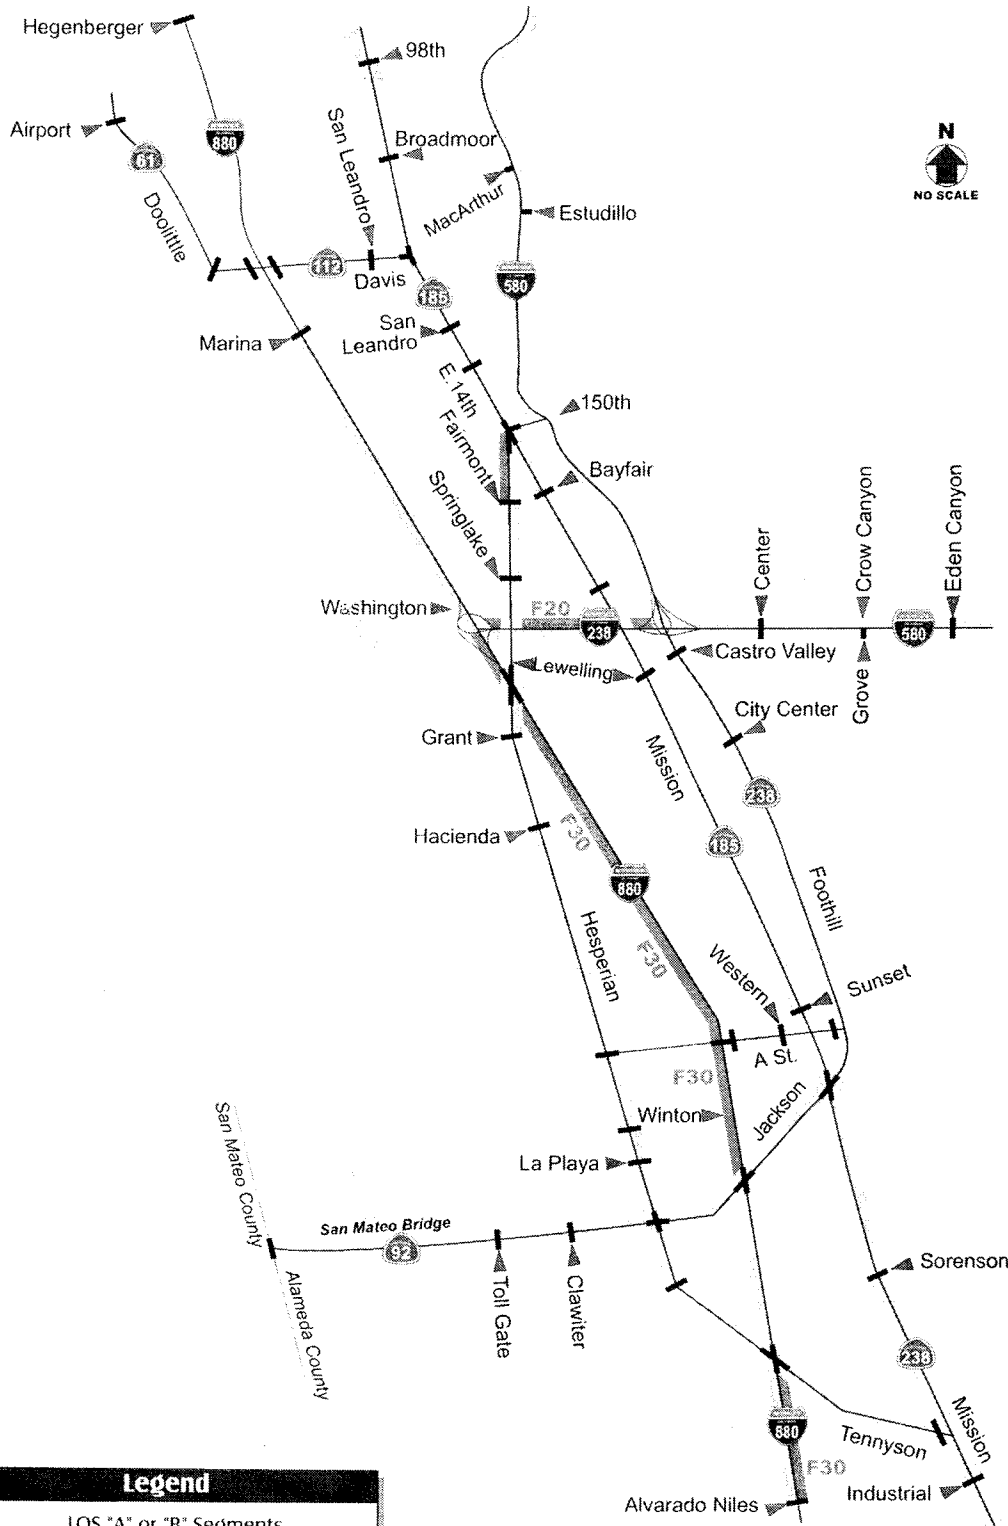 Hegenberger
98th
Airport
880
61
Broadmoor
San Leandro
MacArthur
N
NO SCALE
Estudillo
Doolittle
112
Davis
185
580
San
Leandro
Marina
E. 14th
150th
Fairmont
Bayfair
Springlake
Center
Crow Canyon
Eden Canyon
Washington
F20
238
580
Lewelling
Castro Valley
Grove
City Center
Grant
Mission
238
Hacienda
F30
185
880
Foothill
Hesperian
F30
Western
Sunset
A St.
F30
Jackson
Winton
La Playa
San Mateo County
San Mateo Bridge
92
Alameda County
Toll Gate
Clawiter
Sorenson
238
880
Tennyson
Mission
F30
Industrial
Alvarado Niles
Legend
LOS "A" or "B" Segments